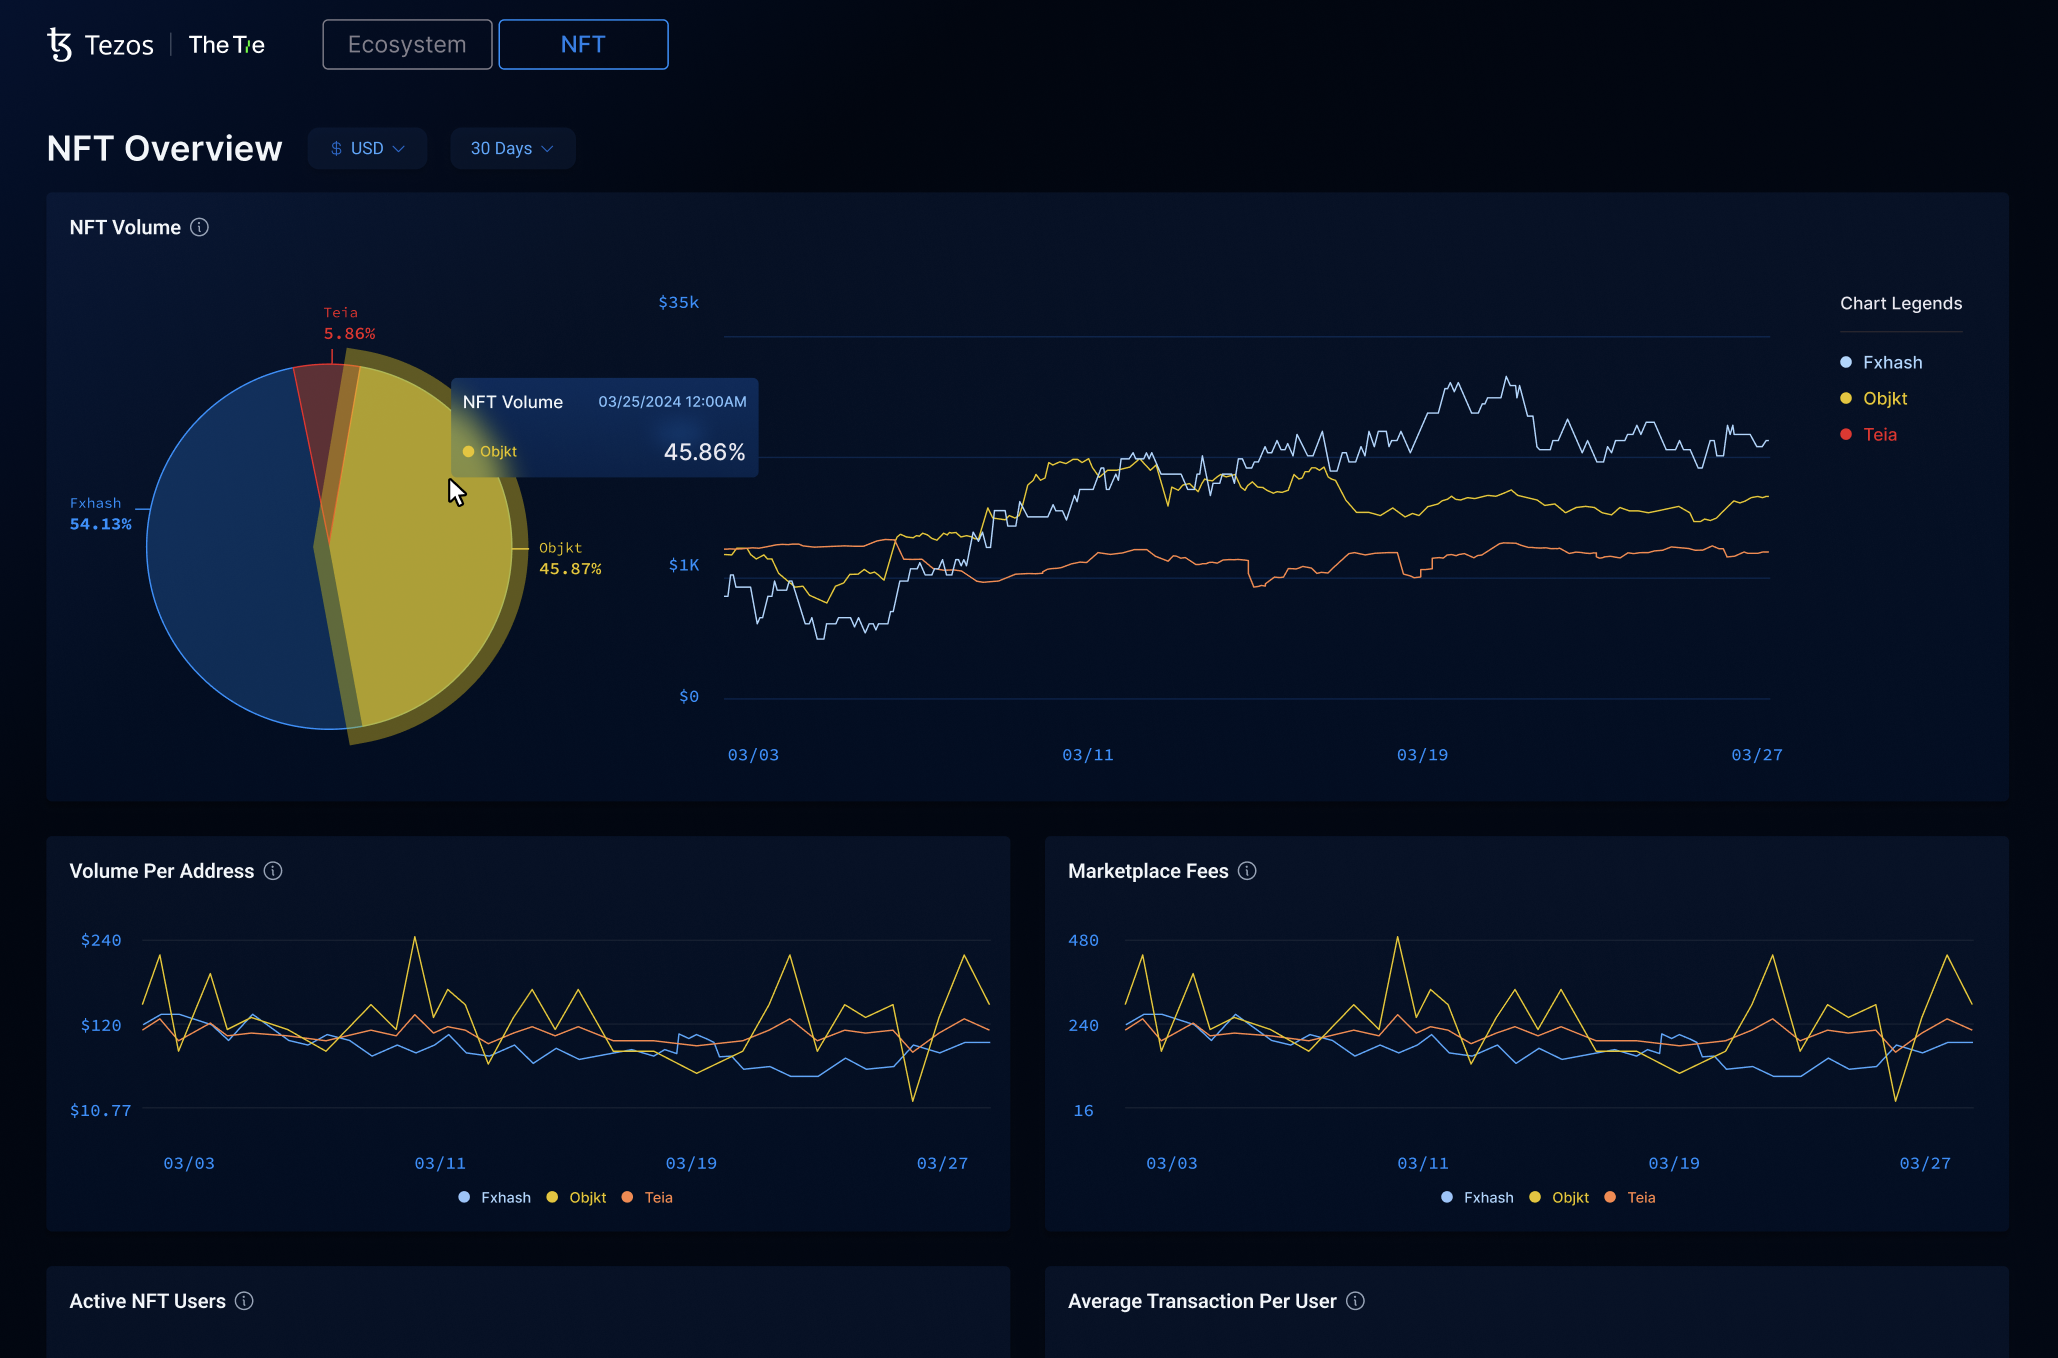 Tezos | The Tie
Ecosystem
NFT
NFT Overview
$ USD
30 Days
NFT Volume
Teia
5.86%
Fxhash
54.13%
Objkt
45.87%
NFT Volume 03/25/2024 12:00AM
Objkt 45.86%
$35k
$1K
$0
03/03 03/11 03/19 03/27
Chart Legends
Fxhash
Objkt
Teia
Volume Per Address
$240
$120
$10.77
03/03 03/11 03/19 03/27
Fxhash Objkt Teia
Marketplace Fees
480
240
16
03/03 03/11 03/19 03/27
Fxhash Objkt Teia
Active NFT Users
Average Transaction Per User